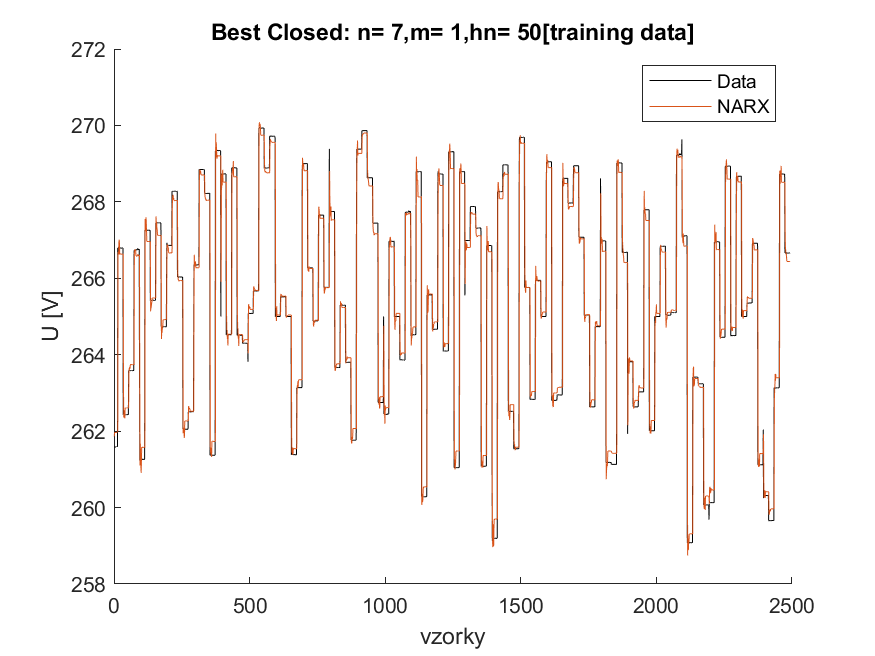 Best Closed: n= 7,m= 1,hn= 50[training data]
Data
NARX
U [V]
272
270
268
266
264
262
260
258
0
500
1000
1500
2000
2500
vzorky